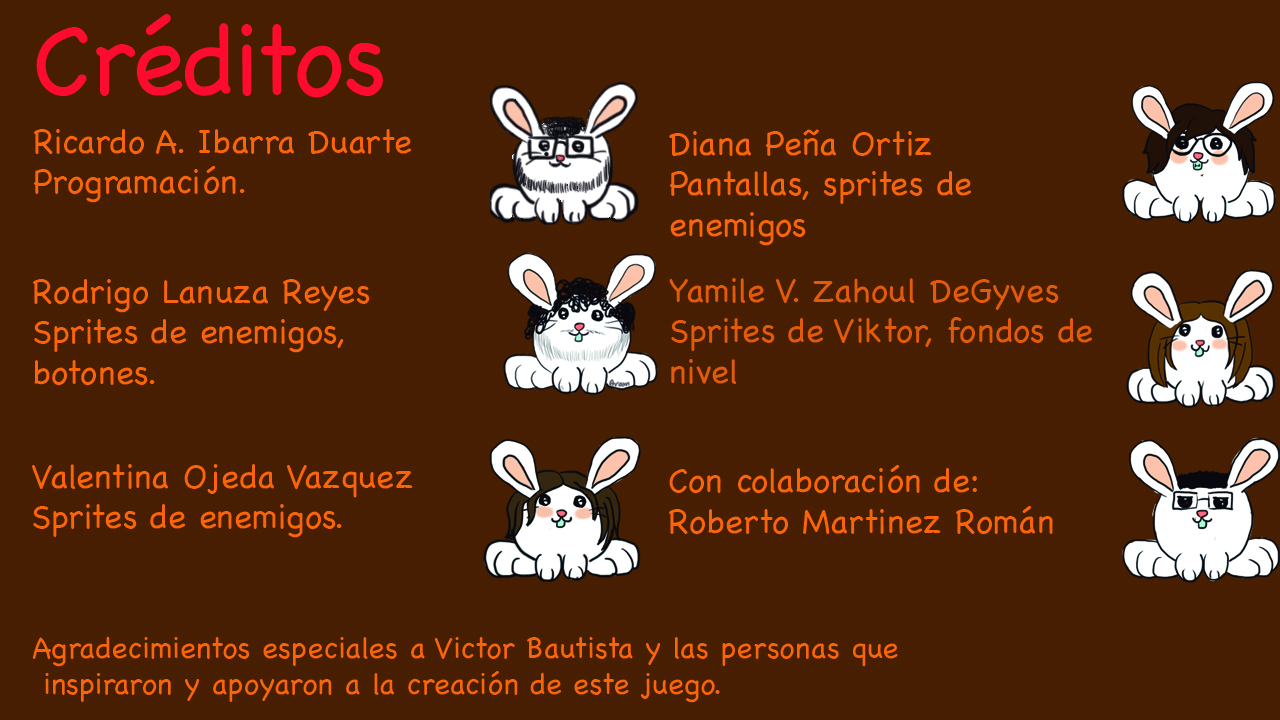 Créditos
Ricardo A. Ibarra Duarte
Programación.
Diana Peña Ortiz
Pantallas, sprites de
enemigos
Rodrigo Lanuza Reyes
Sprites de enemigos,
botones.
Yamile V. Zahoul DeGyves
Sprites de Viktor, fondos de
nivel
Valentina Ojeda Vazquez
Sprites de enemigos.
Con colaboración de:
Roberto Martinez Román
Agradecimientos especiales a Victor Bautista y las personas que
inspiraron y apoyaron a la creación de este juego.